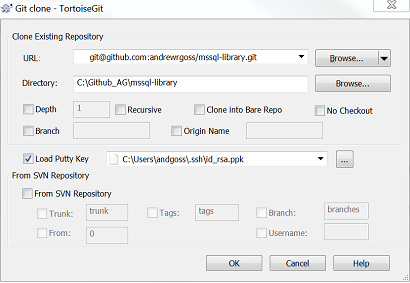 Git clone - TortoiseGit
Clone Existing Repository
URL: git@github.com:andrewrgoss/mssql-library.git Browse...
Directory: C:\Github_AG\mssql-library Browse...
Depth 1 Recursive Clone into Bare Repo No Checkout
Branch Origin Name
Load Putty Key C:\Users\andgoss\.ssh\id_rsa.ppk ...
From SVN Repository
From SVN Repository
Trunk: trunk Tags: tags Branch: branches
From: 0 Username:
OK Cancel Help